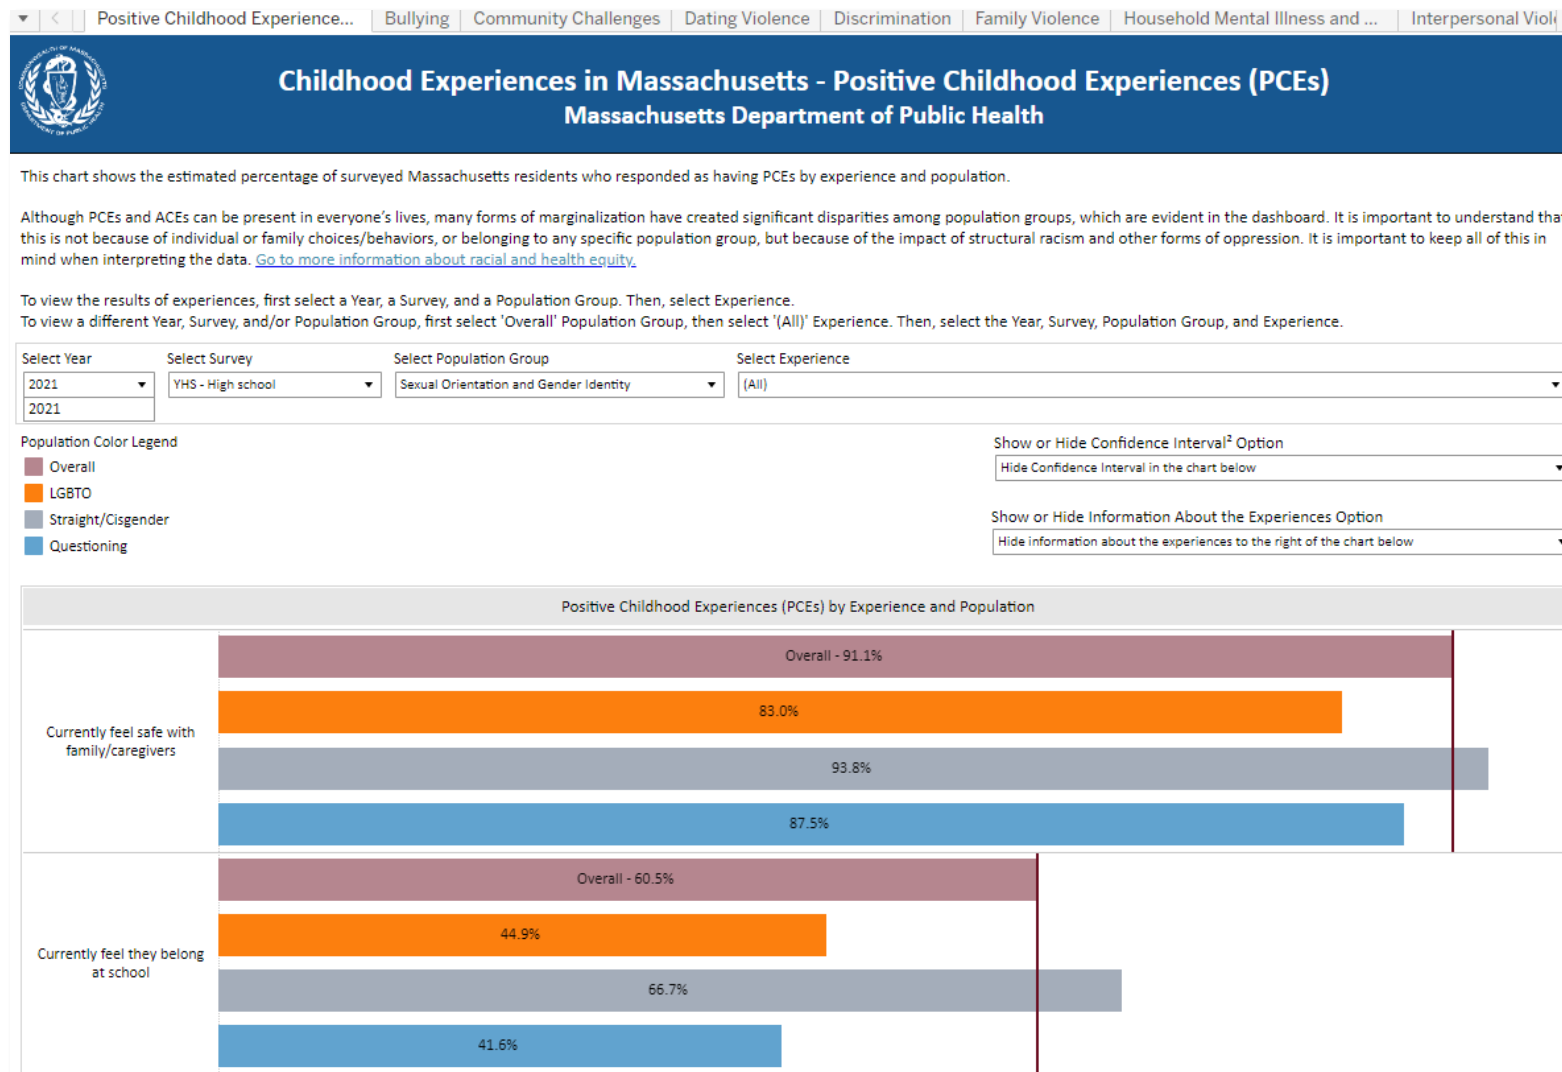 Positive Childhood Experience...
Bullying
Community Challenges
Dating Violence
Discrimination
Family Violence
Household Mental Illness and ...
Interpersonal
Childhood Experiences in Massachusetts - Positive Childhood Experiences (PCEs)
Massachusetts Department of Public Health
This chart shows the estimated percentage of surveyed Massachusetts residents who responded as having PCEs by experience and population.
Although PCEs and ACEs can be present in everyone's lives, many forms of marginalization have created significant disparities among population groups, which are evident in the dashboard. It is important to understand that
this is not because of individual or family choices/behaviors, or belonging to any specific population group, but because of the impact of structural racism and other forms of oppression. It is important to keep all of this in
mind when interpreting the data. Go to more information about racial and health equity.
To view the results of experiences, first select a Year, a Survey, and a Population Group. Then, select Experience.
To view a different Year, Survey, and/or Population Group, first select 'Overall' Population Group, then select '(All)' Experience. Then, select the Year, Survey, Population Group, and Experience.
Select Year
Select Survey
Select Population Group
Select Experience
2021
YHS - High school
Sexual Orientation and Gender Identity
(All)
2021
Population Color Legend
Overall
LGBTQ
Straight/Cisgender
Questioning
Show or Hide Confidence Interval² Option
Hide Confidence Interval in the chart below
Show or Hide Information About the Experiences Option
Hide information about the experiences to the right of the chart below
Positive Childhood Experiences (PCEs) by Experience and Population
Currently feel safe with
family/caregivers
Overall - 91.1%
83.0%
93.8%
87.5%
Currently feel they belong
at school
Overall - 60.5%
44.9%
66.7%
41.6%